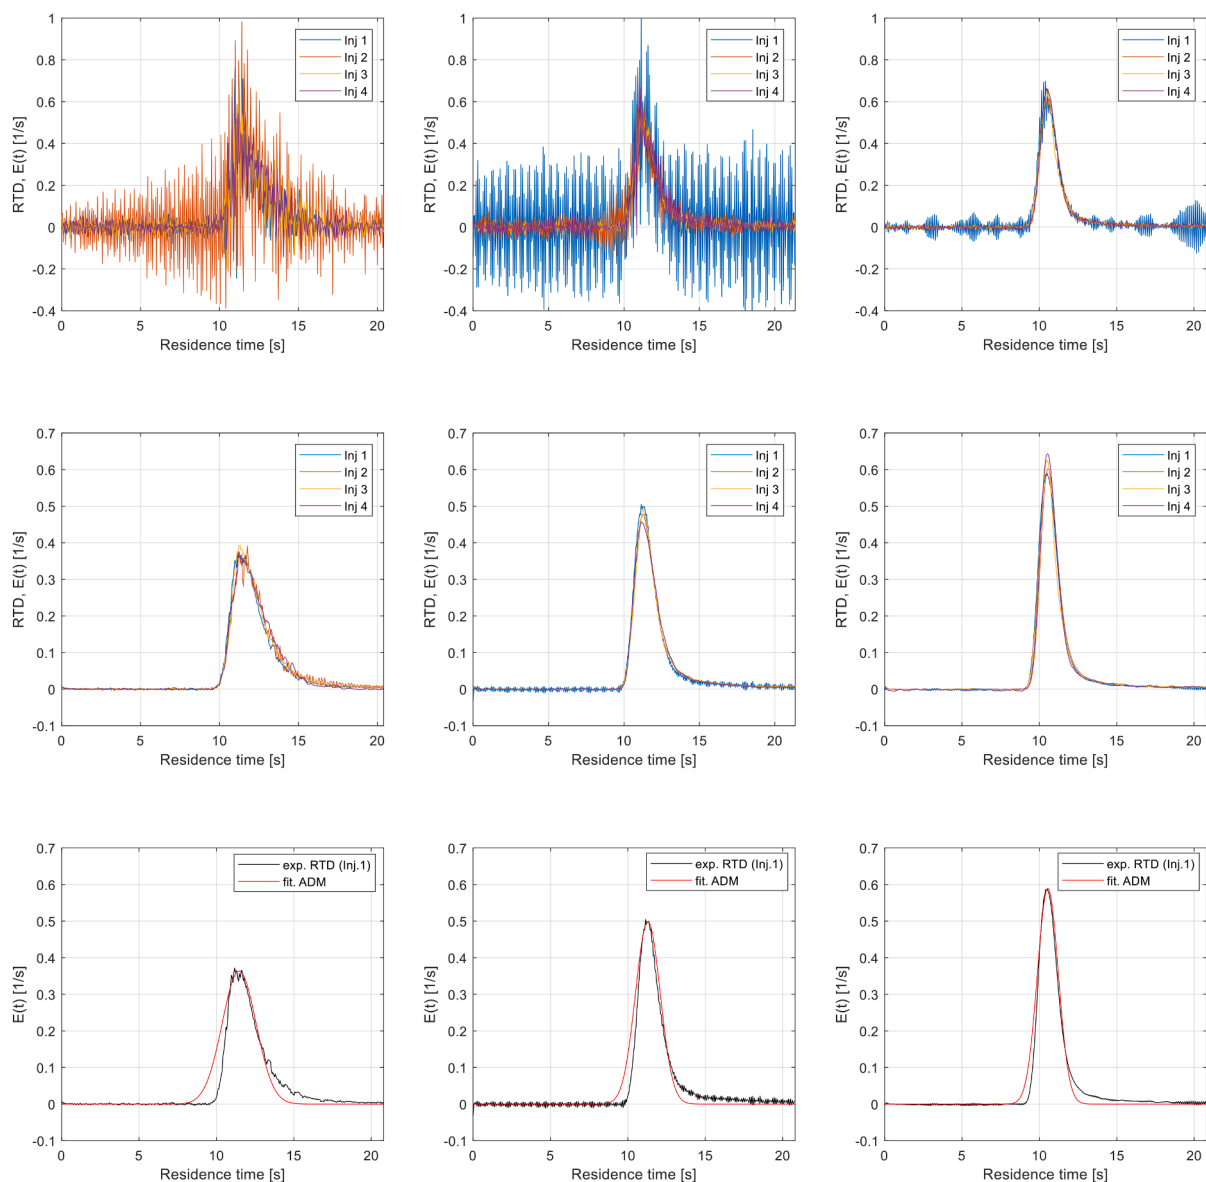 RTD, E(t) [1/s]
1
0.8
0.6
0.4
0.2
0
-0.2
-0.4
0 5 10 15 20
Residence time [s]
Inj 1
Inj 2
Inj 3
Inj 4
RTD, E(t) [1/s]
1
0.8
0.6
0.4
0.2
0
-0.2
-0.4
0 5 10 15 20
Residence time [s]
Inj 1
Inj 2
Inj 3
Inj 4
RTD, E(t) [1/s]
1
0.8
0.6
0.4
0.2
0
-0.2
-0.4
0 5 10 15 20
Residence time [s]
Inj 1
Inj 2
Inj 3
Inj 4
RTD, E(t) [1/s]
0.7
0.6
0.5
0.4
0.3
0.2
0.1
0
-0.1
0 5 10 15 20
Residence time [s]
Inj 1
Inj 2
Inj 3
Inj 4
RTD, E(t) [1/s]
0.7
0.6
0.5
0.4
0.3
0.2
0.1
0
-0.1
0 5 10 15 20
Residence time [s]
Inj 1
Inj 2
Inj 3
Inj 4
RTD, E(t) [1/s]
0.7
0.6
0.5
0.4
0.3
0.2
0.1
0
-0.1
0 5 10 15 20
Residence time [s]
Inj 1
Inj 2
Inj 3
Inj 4
E(t) [1/s]
0.7
0.6
0.5
0.4
0.3
0.2
0.1
0
-0.1
0 5 10 15 20
Residence time [s]
exp. RTD (Inj.1)
fit. ADM
E(t) [1/s]
0.7
0.6
0.5
0.4
0.3
0.2
0.1
0
-0.1
0 5 10 15 20
Residence time [s]
exp. RTD (Inj.1)
fit. ADM
E(t) [1/s]
0.7
0.6
0.5
0.4
0.3
0.2
0.1
0
-0.1
0 5 10 15 20
Residence time [s]
exp. RTD (Inj.1)
fit. ADM